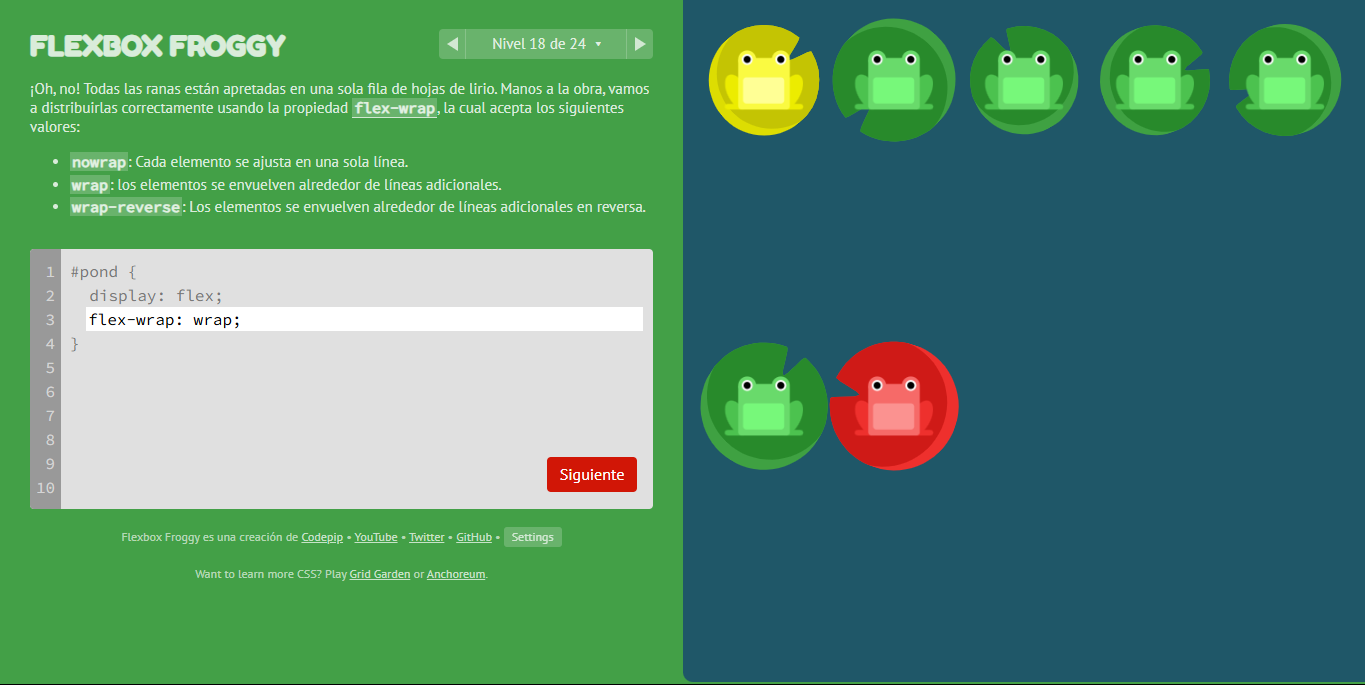 FLEXBOX FROGGY
Nivel 18 de 24
¡Oh, no! Todas las ranas están apretadas en una sola fila de hojas de lirio. Manos a la obra, vamos
a distribuirlas correctamente usando la propiedad flex-wrap, la cual acepta los siguientes
valores:
• nowrap: Cada elemento se ajusta en una sola línea.
• wrap: los elementos se envuelven alrededor de líneas adicionales.
• wrap-reverse: Los elementos se envuelven alrededor de líneas adicionales en reversa.
1 #pond {
2 display: flex;
3 flex-wrap: wrap;
4 }
5
6
7
8
9
10
Siguiente
Flexbox Froggy es una creación de Codepip • YouTube • Twitter • GitHub • Settings
Want to learn more CSS? Play Grid Garden or Anchoreum.